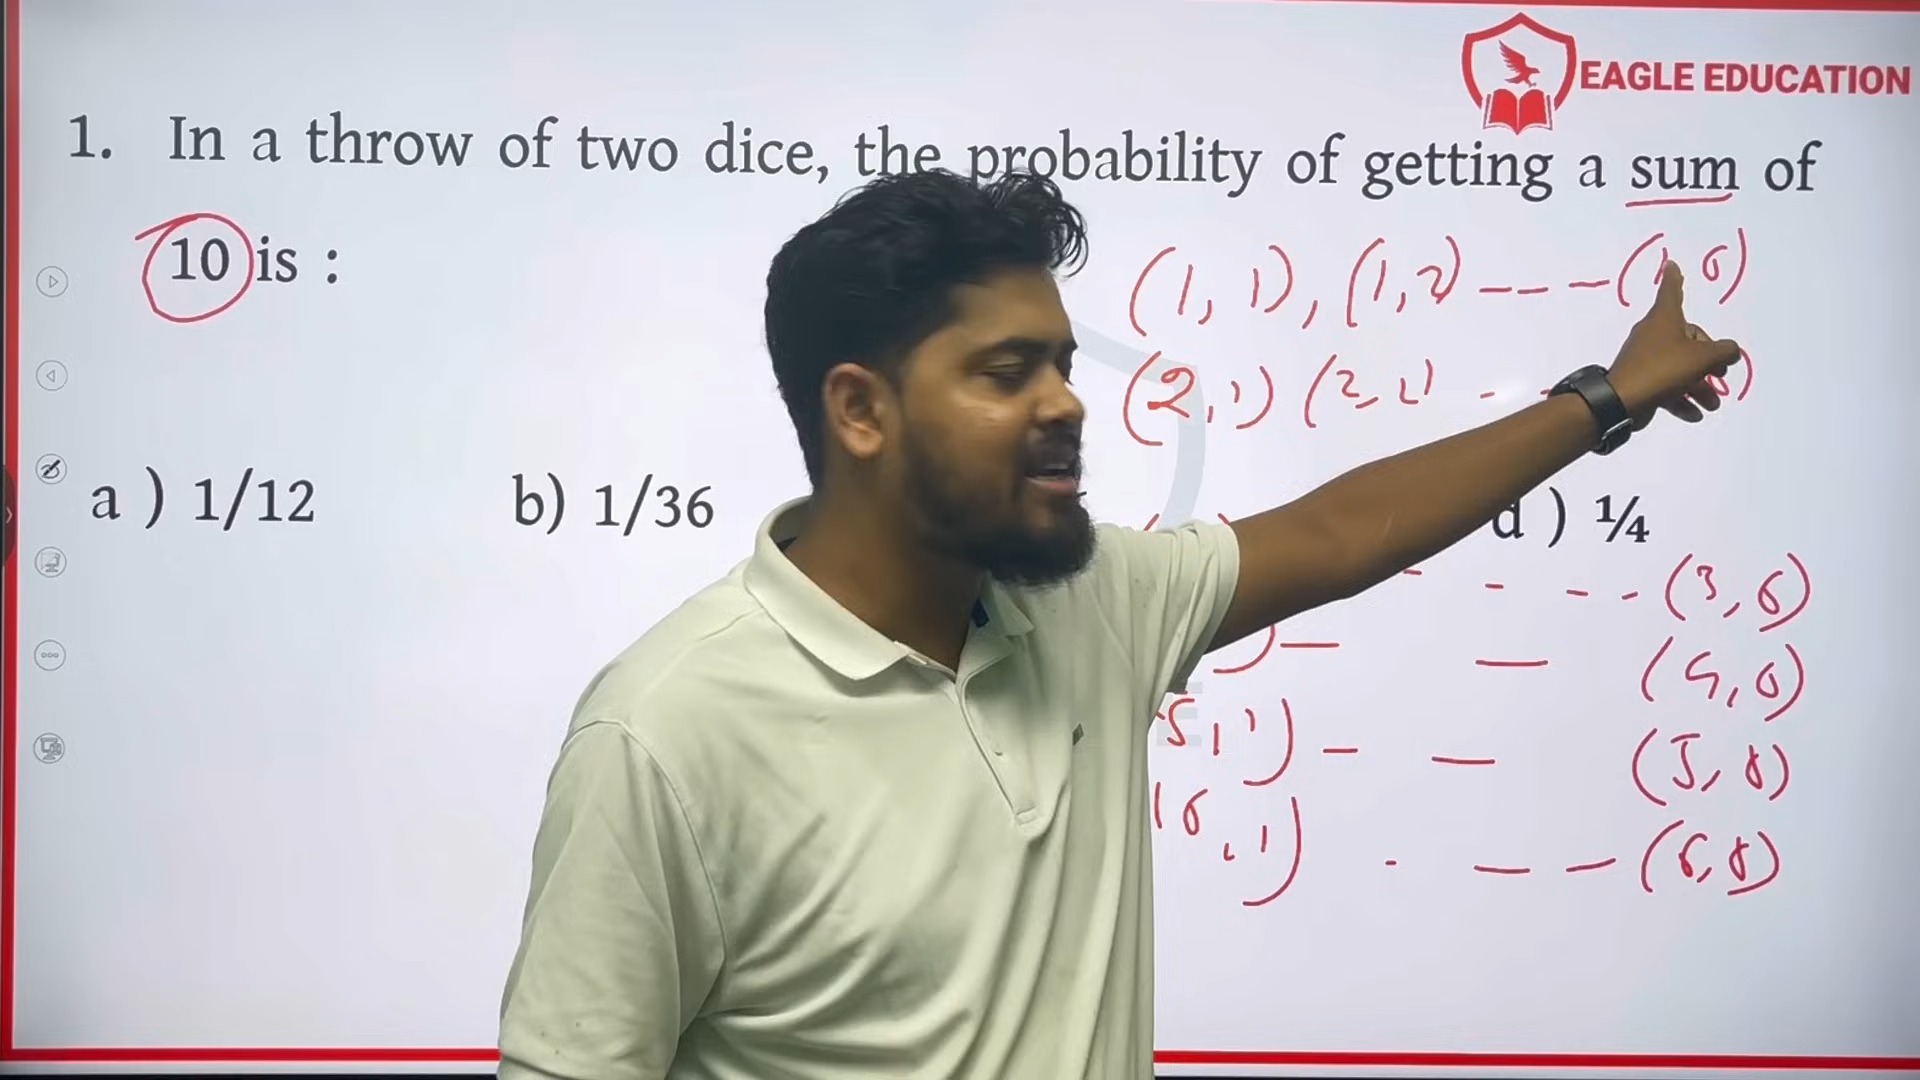 EAGLE EDUCATION
1. In a throw of two dice, the probability of getting a sum of
10 is :
(1, 1), (1, 2) - - - (1, 6)
(2, 1) (2, 2) - -
a ) 1/12 b) 1/36 d ) ¼
- - - - (3, 6)
— — (4, 6)
5, 1) — — (5, 6)
(6, 1) - — — (6, 6)